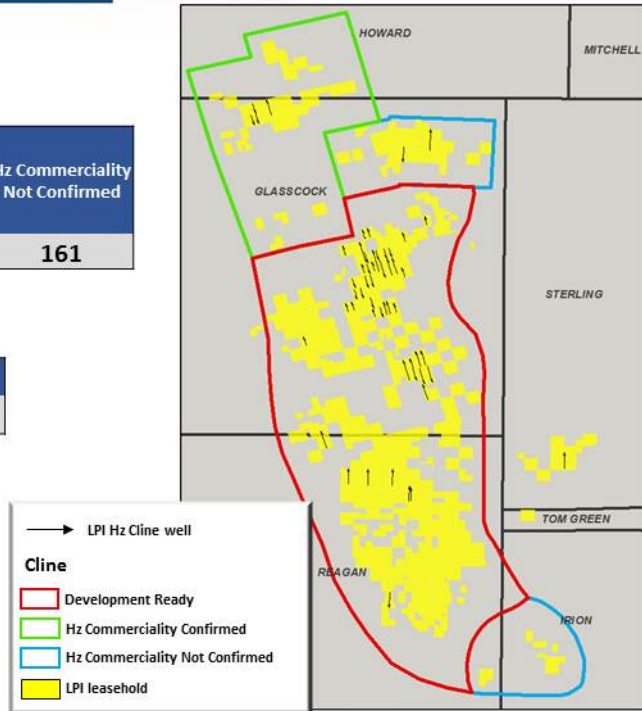 HOWARD
MITCHELL
Hz Commerciality
Not Confirmed
161
GLASSCOCK
STERLING
TOM GREEN
REAGAN
IRION
LPI Hz Cline well
Cline
Development Ready
Hz Commerciality Confirmed
Hz Commerciality Not Confirmed
LPI leasehold